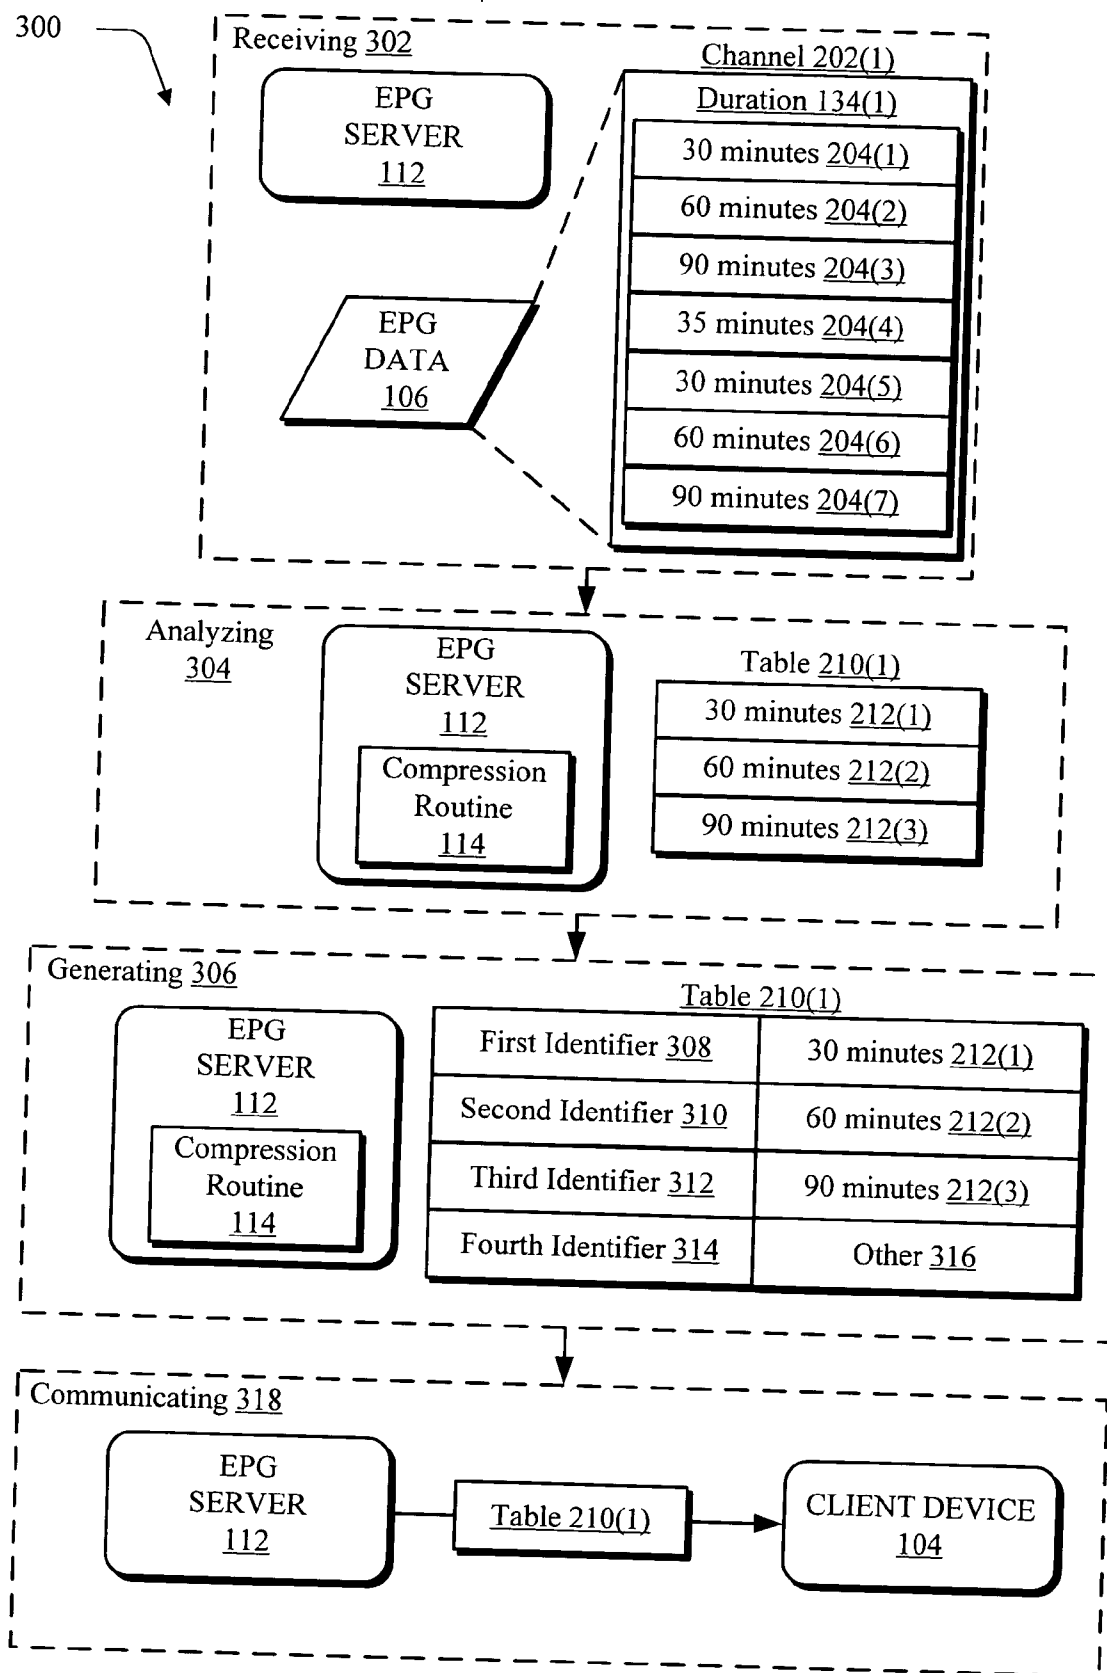 300
Receiving 302
EPG
SERVER
112
EPG
DATA
106
Channel 202(1)
Duration 134(1)
30 minutes 204(1)
60 minutes 204(2)
90 minutes 204(3)
35 minutes 204(4)
30 minutes 204(5)
60 minutes 204(6)
90 minutes 204(7)
Analyzing
304
EPG
SERVER
112
Compression
Routine
114
Table 210(1)
30 minutes 212(1)
60 minutes 212(2)
90 minutes 212(3)
Generating 306
EPG
SERVER
112
Compression
Routine
114
Table 210(1)
First Identifier 308
30 minutes 212(1)
Second Identifier 310
60 minutes 212(2)
Third Identifier 312
90 minutes 212(3)
Fourth Identifier 314
Other 316
Communicating 318
EPG
SERVER
112
Table 210(1)
CLIENT DEVICE
104